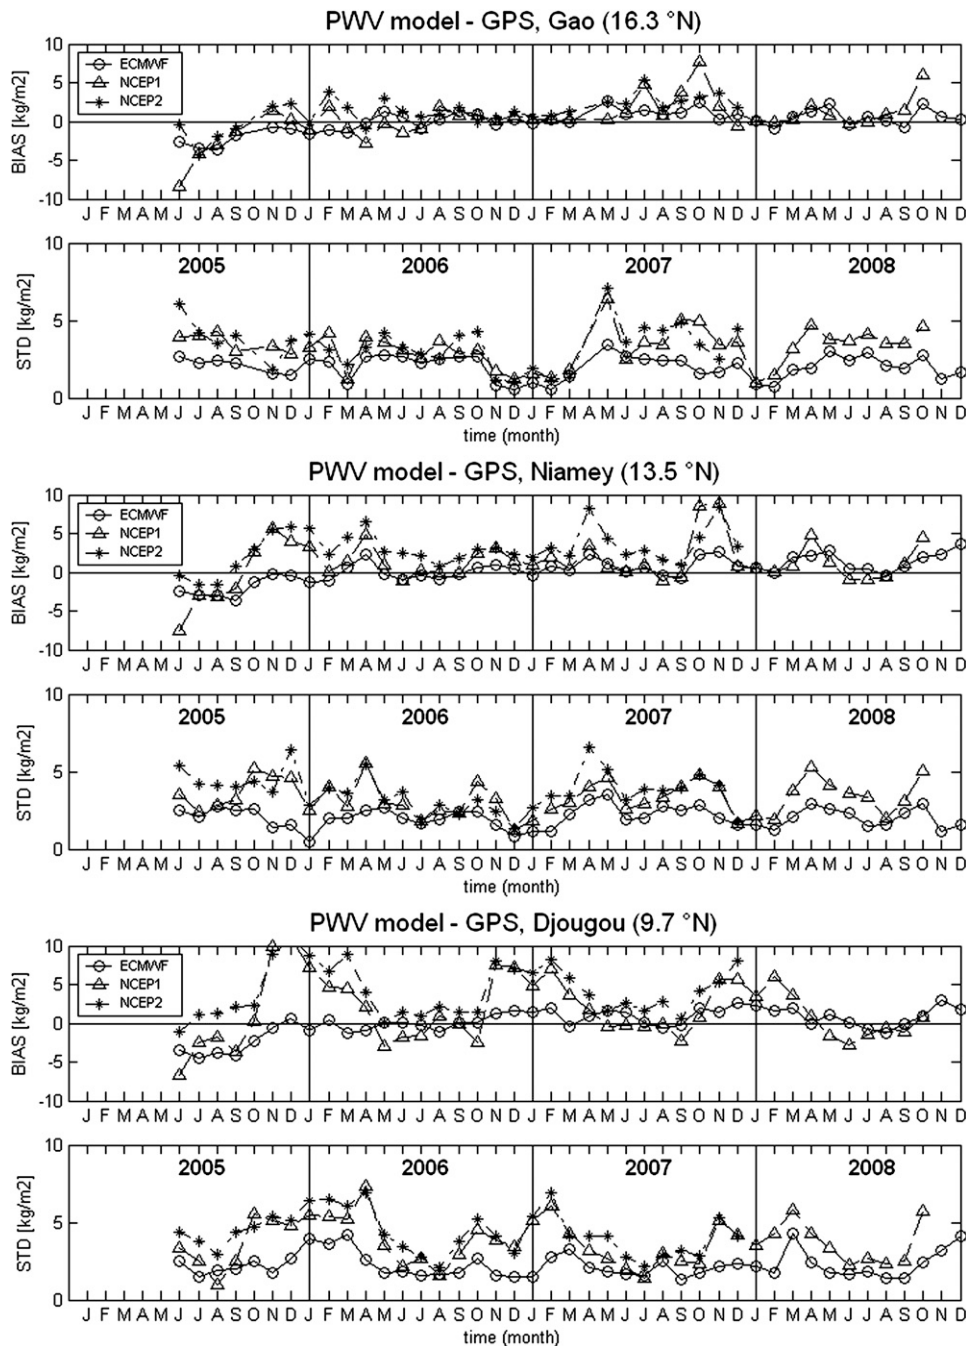 PWV model - GPS, Gao (16.3 °N)
10
5
0
-5
-10
BIAS [kg/m2]
ECMWF
NCEP1
NCEP2
J F M A M J J A S O N D J F M A M J J A S O N D J F M A M J J A S O N D J F M A M J J A S O N D
10
5
0
STD [kg/m2]
2005 2006 2007 2008
J F M A M J J A S O N D J F M A M J J A S O N D J F M A M J J A S O N D J F M A M J J A S O N D
time (month)
PWV model - GPS, Niamey (13.5 °N)
10
5
0
-5
-10
BIAS [kg/m2]
ECMWF
NCEP1
NCEP2
J F M A M J J A S O N D J F M A M J J A S O N D J F M A M J J A S O N D J F M A M J J A S O N D
10
5
0
STD [kg/m2]
2005 2006 2007 2008
J F M A M J J A S O N D J F M A M J J A S O N D J F M A M J J A S O N D J F M A M J J A S O N D
time (month)
PWV model - GPS, Djougou (9.7 °N)
10
5
0
-5
-10
BIAS [kg/m2]
ECMWF
NCEP1
NCEP2
J F M A M J J A S O N D J F M A M J J A S O N D J F M A M J J A S O N D J F M A M J J A S O N D
10
5
0
STD [kg/m2]
2005 2006 2007 2008
J F M A M J J A S O N D J F M A M J J A S O N D J F M A M J J A S O N D J F M A M J J A S O N D
time (month)